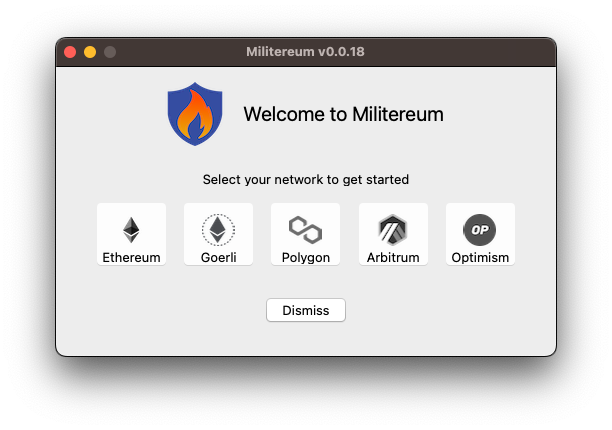 Militereum v0.0.18
Welcome to Militereum
Select your network to get started
Ethereum Goerli Polygon Arbitrum OP Optimism
Dismiss